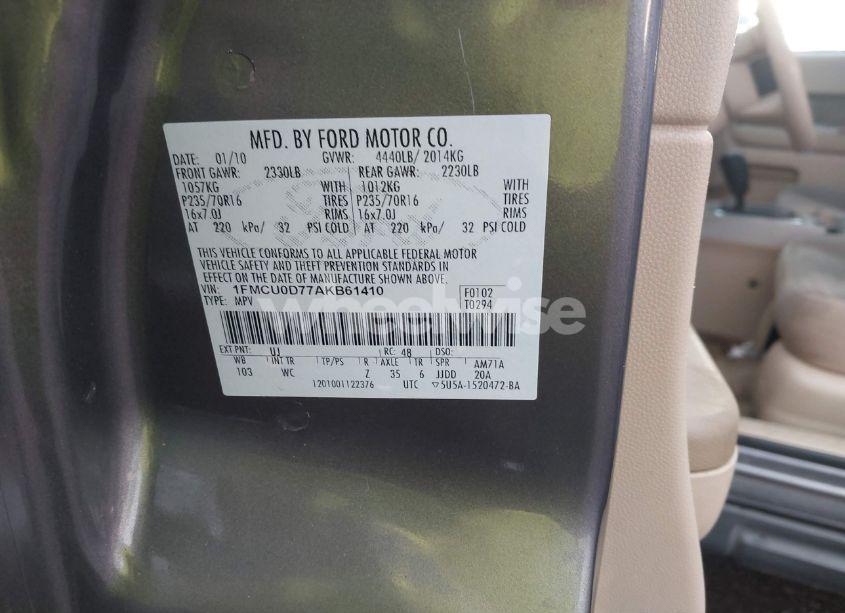 MFD. BY FORD MOTOR CO.
DATE: 01/10 GVWR: 4440LB/ 2014KG
FRONT GAWR: 2330LB REAR GAWR: 2230LB
1057KG WITH 1012KG WITH
P235/70R16 TIRES P235/70R16 TIRES
16x7.0J RIMS 16x7.0J RIMS
AT 220 kPa/ 32 PSI COLD AT 220 kPa/ 32 PSI COLD
THIS VEHICLE CONFORMS TO ALL APPLICABLE FEDERAL MOTOR
VEHICLE SAFETY AND THEFT PREVENTION STANDARDS IN
EFFECT ON THE DATE OF MANUFACTURE SHOWN ABOVE.
VIN: 1FMCU0D77AKB61410 F0102
TYPE: MPV T0294
wheelwise
EXT PNT: UJ RC: 48 DSO:
WB INT TR TP/PS R AXLE TR SPR AM71A
103 WC Z 35 6 JJDD 20A
1201001122376 UTC ▽5U5A-1520472-BA